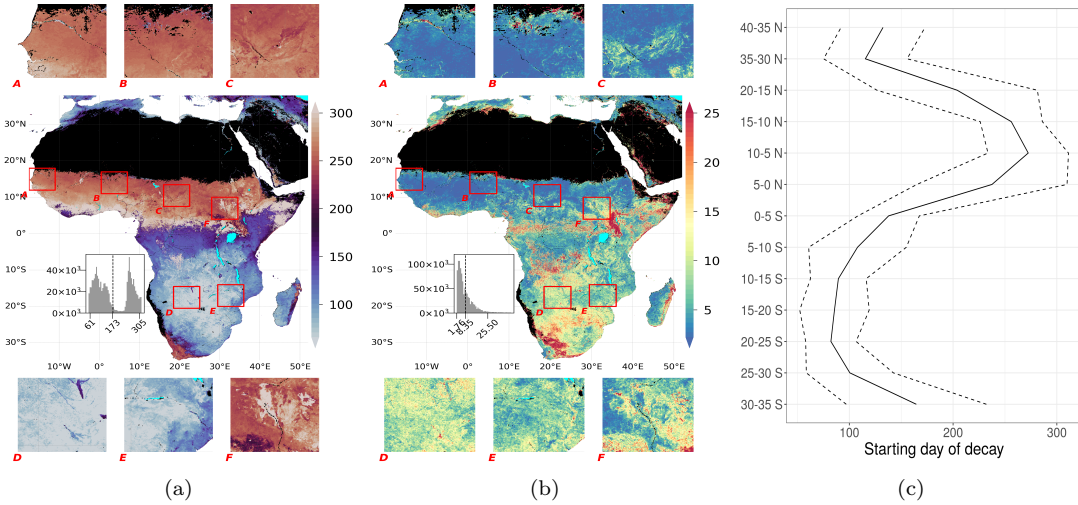 A
B
C
A
B
C
30°N
20°N
10°N
0°
10°S
20°S
30°S
10°W
0°
10°E
20°E
30°E
40°E
50°E
A
B
C
F
D
E
40×10³
20×10³
0×10³
61
173
305
300
250
200
150
100
30°N
20°N
10°N
0°
10°S
20°S
30°S
10°W
0°
10°E
20°E
30°E
40°E
50°E
A
B
C
F
D
E
100×10³
50×10³
0×10³
8.35
25.50
25
20
15
10
5
D
E
F
D
E
F
40-35 N
35-30 N
20-15 N
15-10 N
10-5 N
5-0 N
0-5 S
5-10 S
10-15 S
15-20 S
20-25 S
25-30 S
30-35 S
100
200
300
Starting day of decay
(a)
(b)
(c)